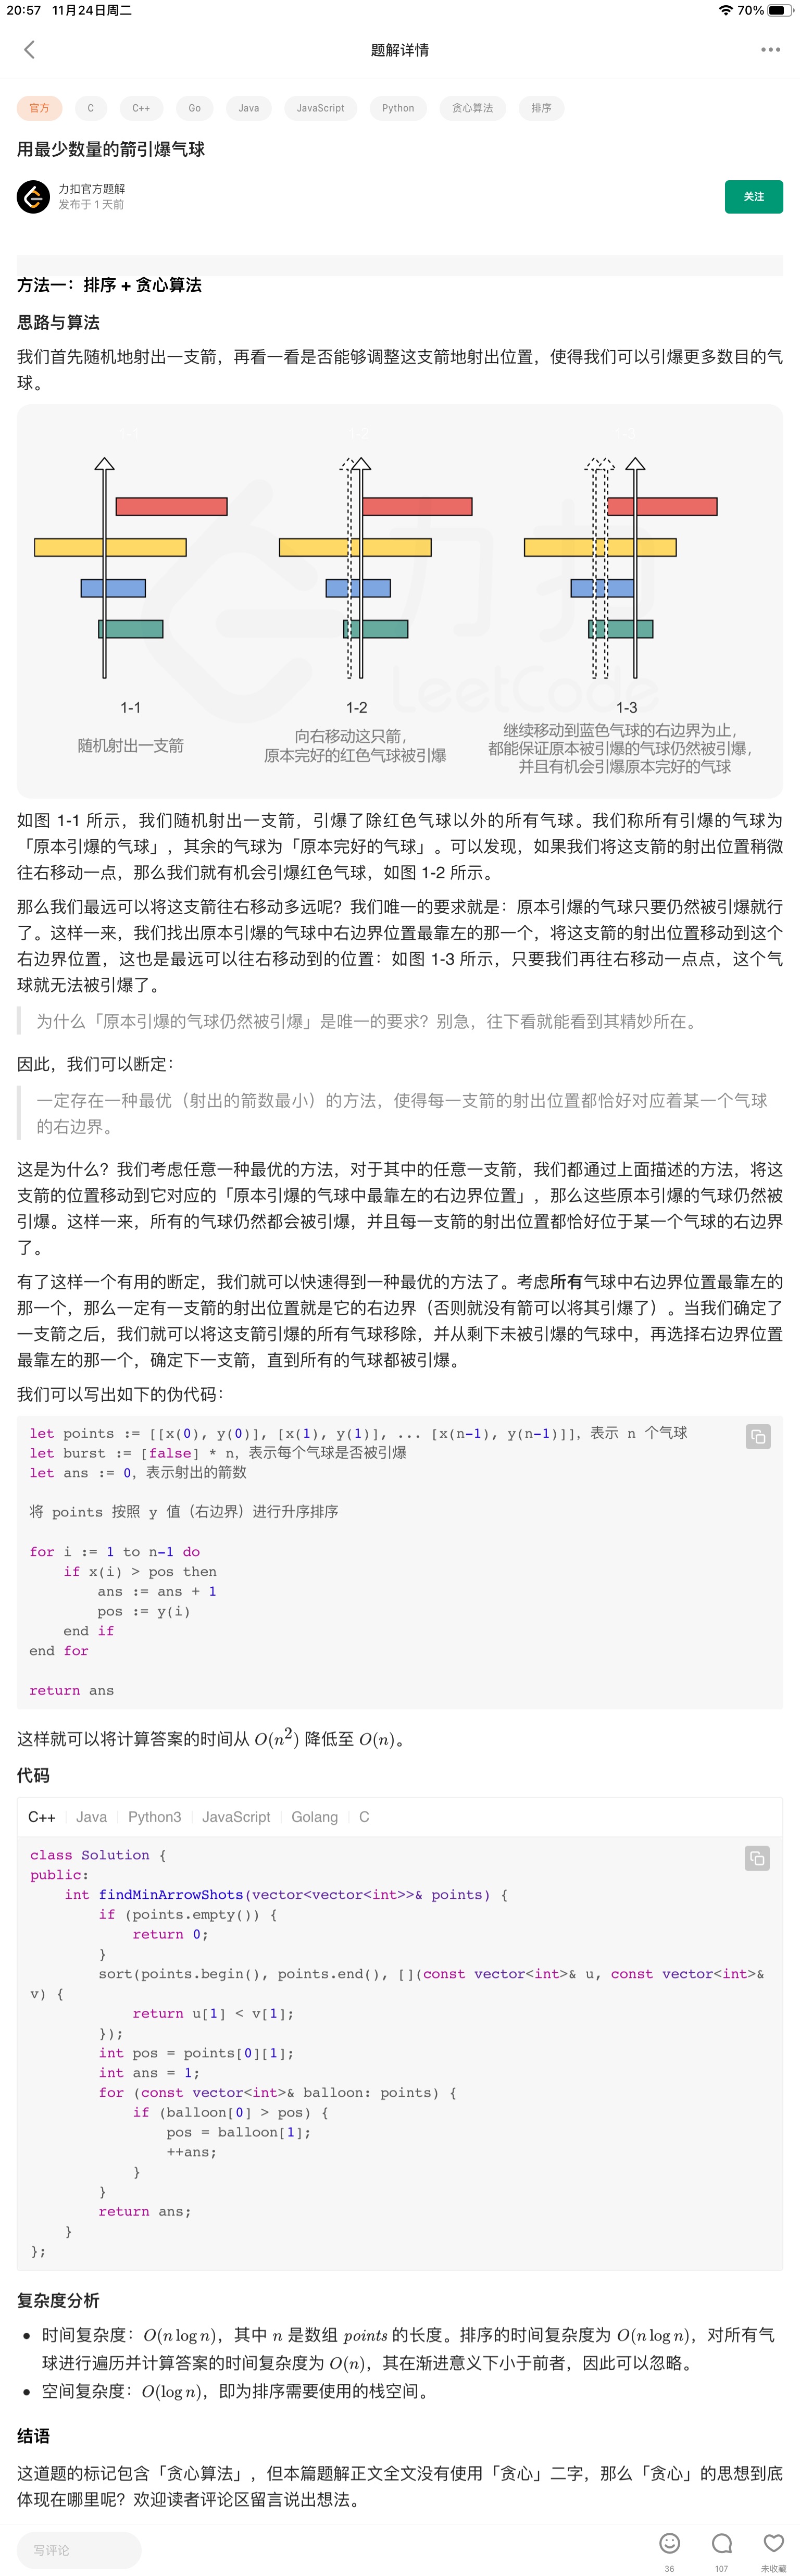 20:57 11月24日周二
70%
题解详情
官方 C C++ Go Java JavaScript Python 贪心算法 排序
用最少数量的箭引爆气球
力扣官方题解
发布于 1 天前
关注
方法一：排序 + 贪心算法
思路与算法
我们首先随机地射出一支箭，再看一看是否能够调整这支箭地射出位置，使得我们可以引爆更多数目的气
球。
1-1 1-2 1-3
力扣
LeetCode
1-1 1-2 1-3
随机射出一支箭
向右移动这只箭，
原本完好的红色气球被引爆
继续移动到蓝色气球的右边界为止，
都能保证原本被引爆的气球仍然被引爆，
并且有机会引爆原本完好的气球
如图 1-1 所示，我们随机射出一支箭，引爆了除红色气球以外的所有气球。我们称所有引爆的气球为
「原本引爆的气球」，其余的气球为「原本完好的气球」。可以发现，如果我们将这支箭的射出位置稍微
往右移动一点，那么我们就有机会引爆红色气球，如图 1-2 所示。
那么我们最远可以将这支箭往右移动多远呢？我们唯一的要求就是：原本引爆的气球只要仍然被引爆就行
了。这样一来，我们找出原本引爆的气球中右边界位置最靠左的那一个，将这支箭的射出位置移动到这个
右边界位置，这也是最远可以往右移动到的位置：如图 1-3 所示，只要我们再往右移动一点点，这个气
球就无法被引爆了。
为什么「原本引爆的气球仍然被引爆」是唯一的要求？别急，往下看就能看到其精妙所在。
因此，我们可以断定：
一定存在一种最优（射出的箭数最小）的方法，使得每一支箭的射出位置都恰好对应着某一个气球
的右边界。
这是为什么？我们考虑任意一种最优的方法，对于其中的任意一支箭，我们都通过上面描述的方法，将这
支箭的位置移动到它对应的「原本引爆的气球中最靠左的右边界位置」，那么这些原本引爆的气球仍然被
引爆。这样一来，所有的气球仍然都会被引爆，并且每一支箭的射出位置都恰好位于某一个气球的右边界
了。
有了这样一个有用的断定，我们就可以快速得到一种最优的方法了。考虑所有气球中右边界位置最靠左的
那一个，那么一定有一支箭的射出位置就是它的右边界（否则就没有箭可以将其引爆了）。当我们确定了
一支箭之后，我们就可以将这支箭引爆的所有气球移除，并从剩下未被引爆的气球中，再选择右边界位置
最靠左的那一个，确定下一支箭，直到所有的气球都被引爆。
我们可以写出如下的伪代码：
let points := [[x(0), y(0)], [x(1), y(1)], ... [x(n-1), y(n-1)]]，表示 n 个气球
let burst := [false] * n，表示每个气球是否被引爆
let ans := 0，表示射出的箭数
将 points 按照 y 值（右边界）进行升序排序
for i := 1 to n-1 do
    if x(i) > pos then
        ans := ans + 1
        pos := y(i)
    end if
end for
return ans
这样就可以将计算答案的时间从 O(n²) 降低至 O(n)。
代码
C++ Java Python3 JavaScript Golang C
class Solution {
public:
    int findMinArrowShots(vector<vector<int>>& points) {
        if (points.empty()) {
            return 0;
        }
        sort(points.begin(), points.end(), [](const vector<int>& u, const vector<int>&
v) {
            return u[1] < v[1];
        });
        int pos = points[0][1];
        int ans = 1;
        for (const vector<int>& balloon: points) {
            if (balloon[0] > pos) {
                pos = balloon[1];
                ++ans;
            }
        }
        return ans;
    }
};
复杂度分析
• 时间复杂度：O(n log n)，其中 n 是数组 points 的长度。排序的时间复杂度为 O(n log n)，对所有气
球进行遍历并计算答案的时间复杂度为 O(n)，其在渐进意义下小于前者，因此可以忽略。
• 空间复杂度：O(log n)，即为排序需要使用的栈空间。
结语
这道题的标记包含「贪心算法」，但本篇题解正文全文没有使用「贪心」二字，那么「贪心」的思想到底
体现在哪里呢？欢迎读者评论区留言说出想法。
写评论
36 107 未收藏